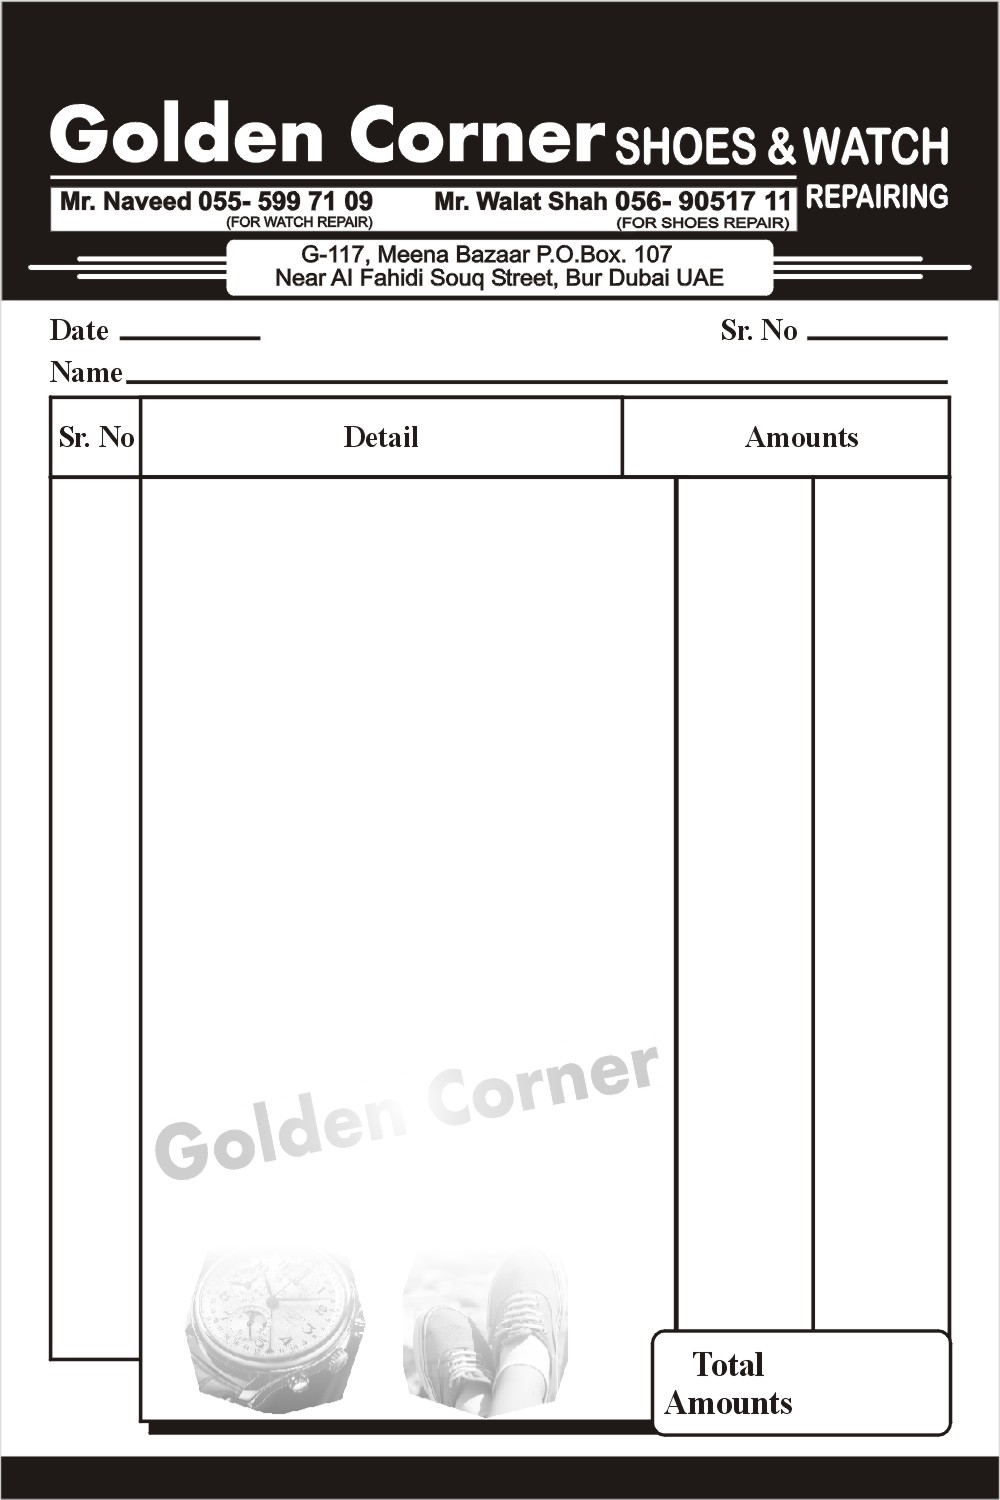 Golden Corner SHOES & WATCH
REPAIRING
Mr. Naveed 055- 599 71 09
(FOR WATCH REPAIR)
Mr. Walat Shah 056- 90517 11
(FOR SHOES REPAIR)
G-117, Meena Bazaar P.O.Box. 107
Near Al Fahidi Souq Street, Bur Dubai UAE
Date
Sr. No
Name
Sr. No Detail Amounts
Golden Corner
Total
Amounts